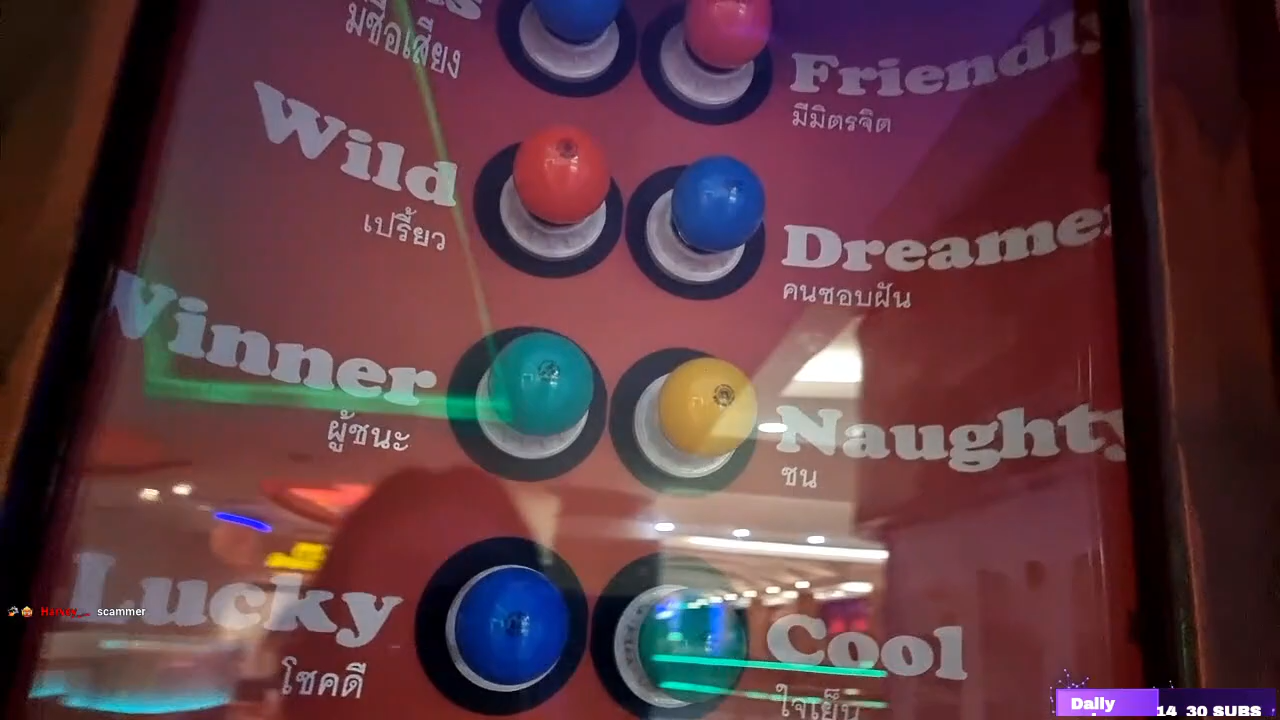 มีชื่อเสียง
Friendly
มีมิตรจิต
Wild
เปรี้ยว
Dreamer
คนชอบฝัน
Winner
ผู้ชนะ
Naughty
ซน
Lucky
โชคดี
Cool
ใจเย็น
Harvey__ scammer
Daily
14 30 SUBS